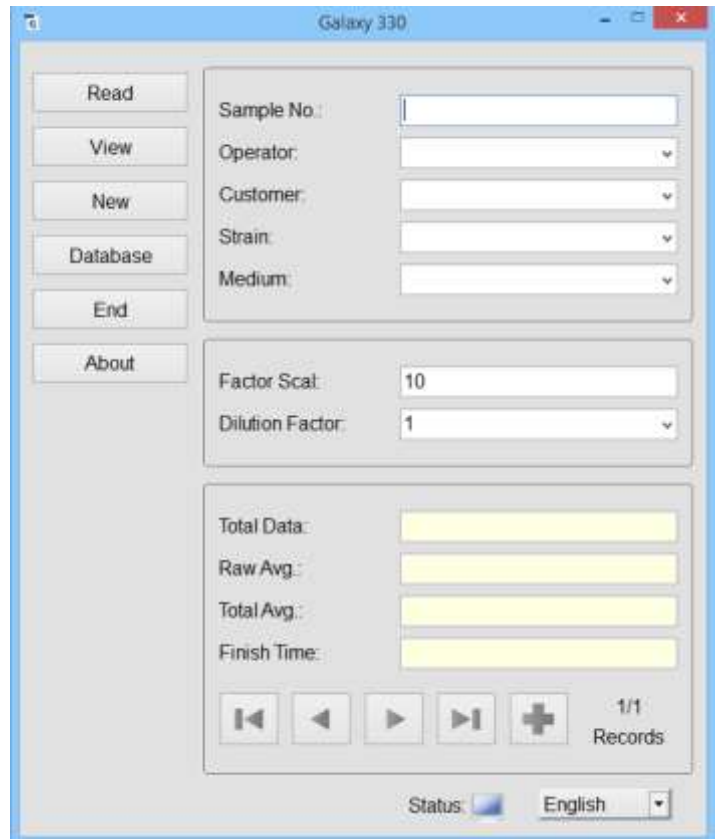 Galaxy 330
Read
View
New
Database
End
About
Sample No.:
Operator:
Customer:
Strain:
Medium:
Factor Scal: 10
Dilution Factor: 1
Total Data:
Raw Avg.:
Total Avg.:
Finish Time:
1/1
Records
Status: English